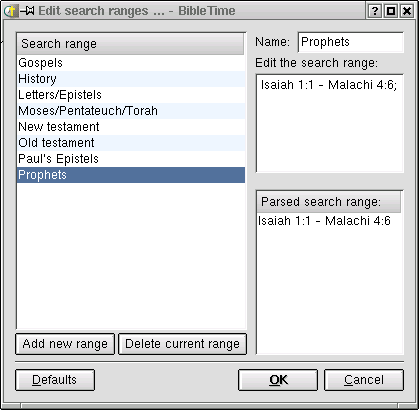 Edit search ranges ... - BibleTime
Search range
Gospels
History
Letters/Epistels
Moses/Pentateuch/Torah
New testament
Old testament
Paul's Epistels
Prophets
Add new range
Delete current range
Name: Prophets
Edit the search range:
Isaiah 1:1 - Malachi 4:6;
Parsed search range:
Isaiah 1:1 - Malachi 4:6
Defaults
OK
Cancel